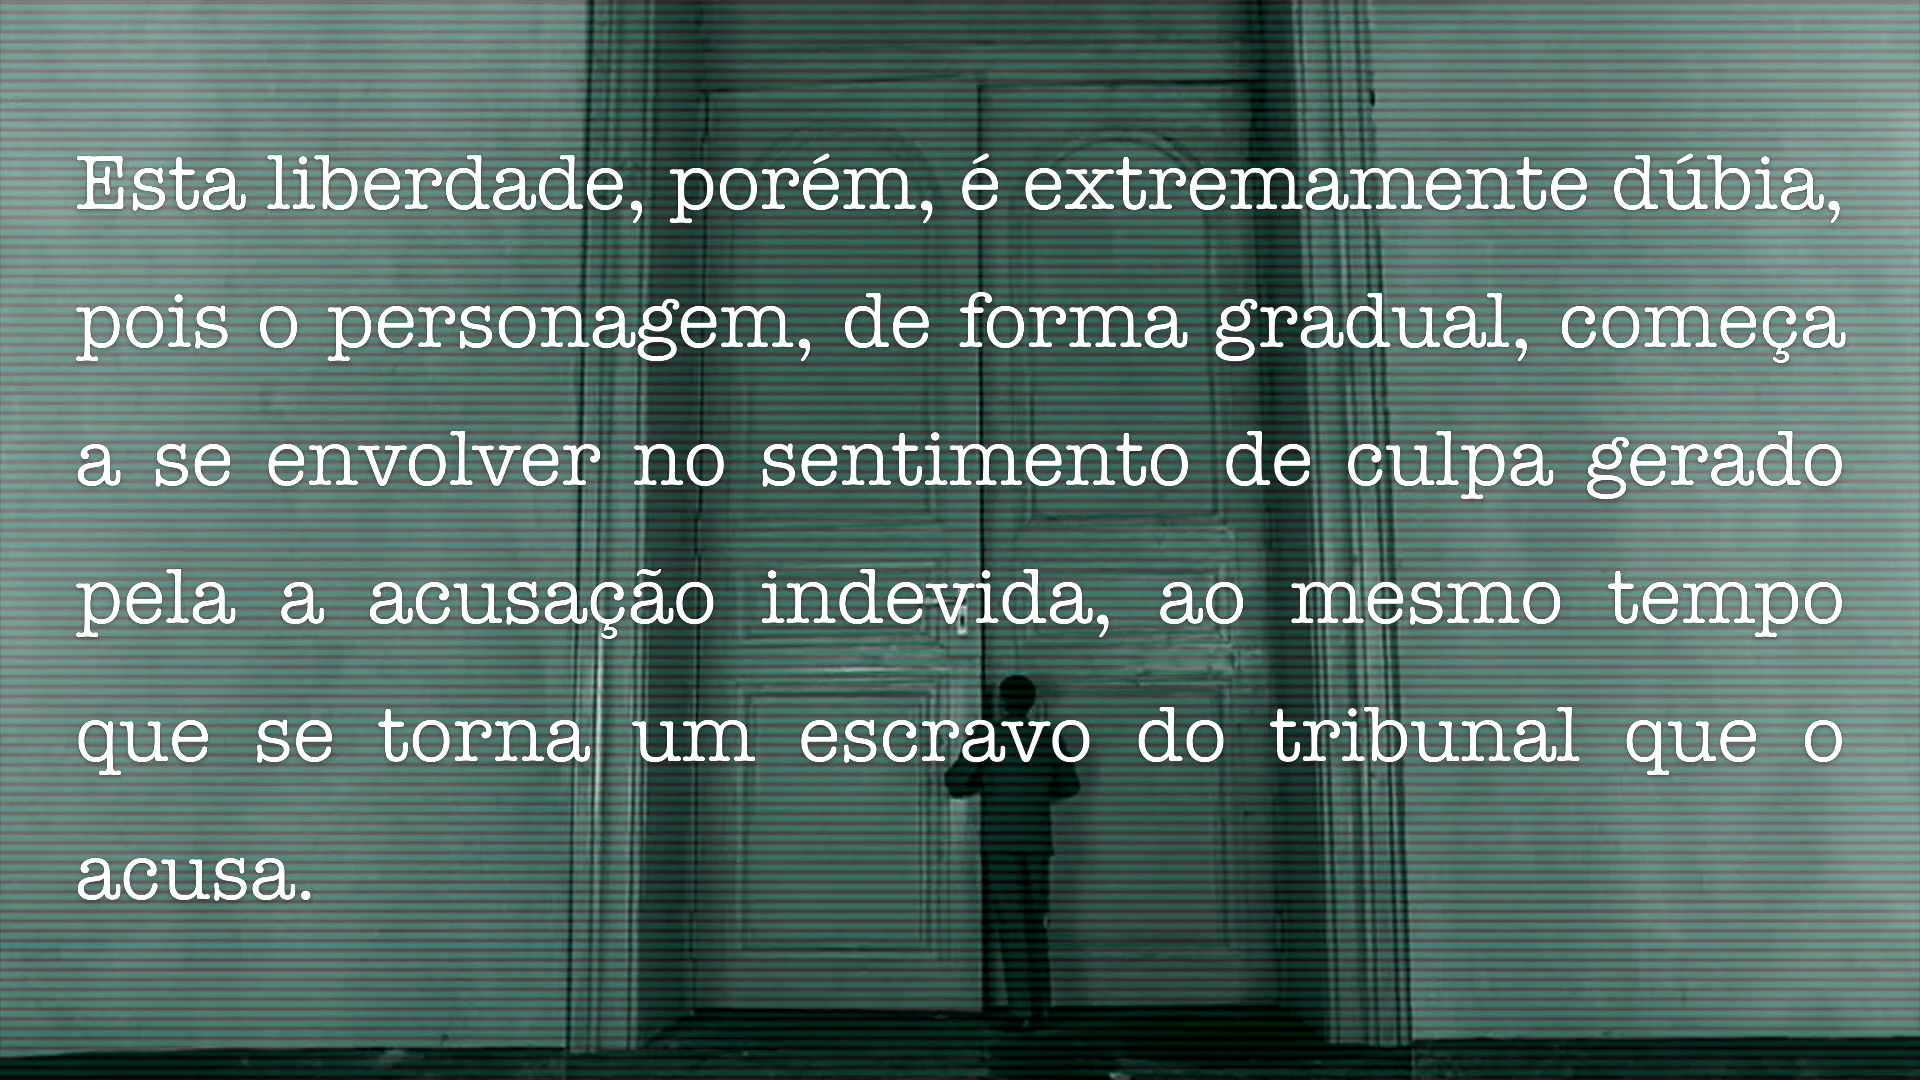 Esta liberdade, porém, é extremamente dúbia,
pois o personagem, de forma gradual, começa
a se envolver no sentimento de culpa gerado
pela a acusação indevida, ao mesmo tempo
que se torna um escravo do tribunal que o
acusa.